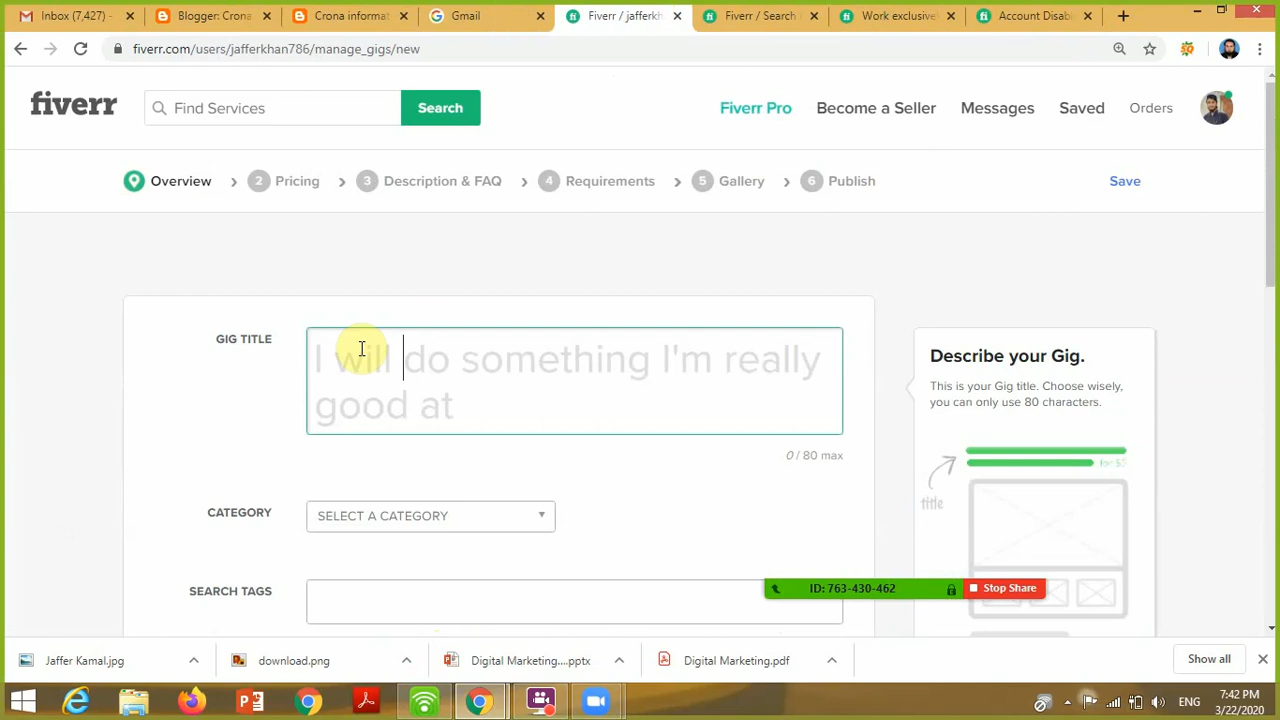 Inbox (7,427) -
Blogger: Crona
Crona informat
Gmail
Fiverr / jafferkh
Fiverr / Search
Work exclusive
Account Disabl
fiverr.com/users/jafferkhan786/manage_gigs/new
fiverr
Find Services
Search
Fiverr Pro
Become a Seller
Messages
Saved
Orders
Overview
2 Pricing
3 Description & FAQ
4 Requirements
5 Gallery
6 Publish
Save
GIG TITLE
I will do something I'm really
good at
0 / 80 max
Describe your Gig.
This is your Gig title. Choose wisely,
you can only use 80 characters.
title
for $5
CATEGORY
SELECT A CATEGORY
SEARCH TAGS
ID: 763-430-462
Stop Share
Jaffer Kamal.jpg
download.png
Digital Marketing....pptx
Digital Marketing.pdf
Show all
ENG
7:42 PM
3/22/2020